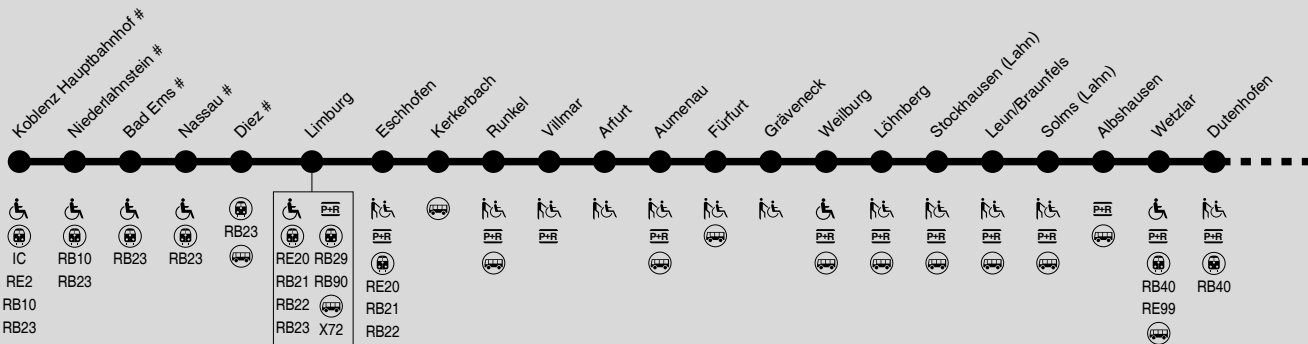 Koblenz Hauptbahnhof #
Niederlahnstein #
Bad Ems #
Nassau #
Diez #
Limburg
Eschhofen
Kerkerbach
Runkel
Villmar
Arfurt
Aumenau
Fürfurt
Gräveneck
Weilburg
Löhnberg
Stockhausen (Lahn)
Leun/Braunfels
Solms (Lahn)
Albshausen
Wetzlar
Dutenhofen
IC
RE2
RB10
RB23
RB10
RB23
RB23
RB23
RB23
RE20
RB21
RB22
RB23
P+R
RB29
RB90
X72
P+R
RE20
RB21
RB22
P+R
P+R
P+R
P+R
P+R
P+R
P+R
P+R
P+R
P+R
RB40
RE99
P+R
RB40